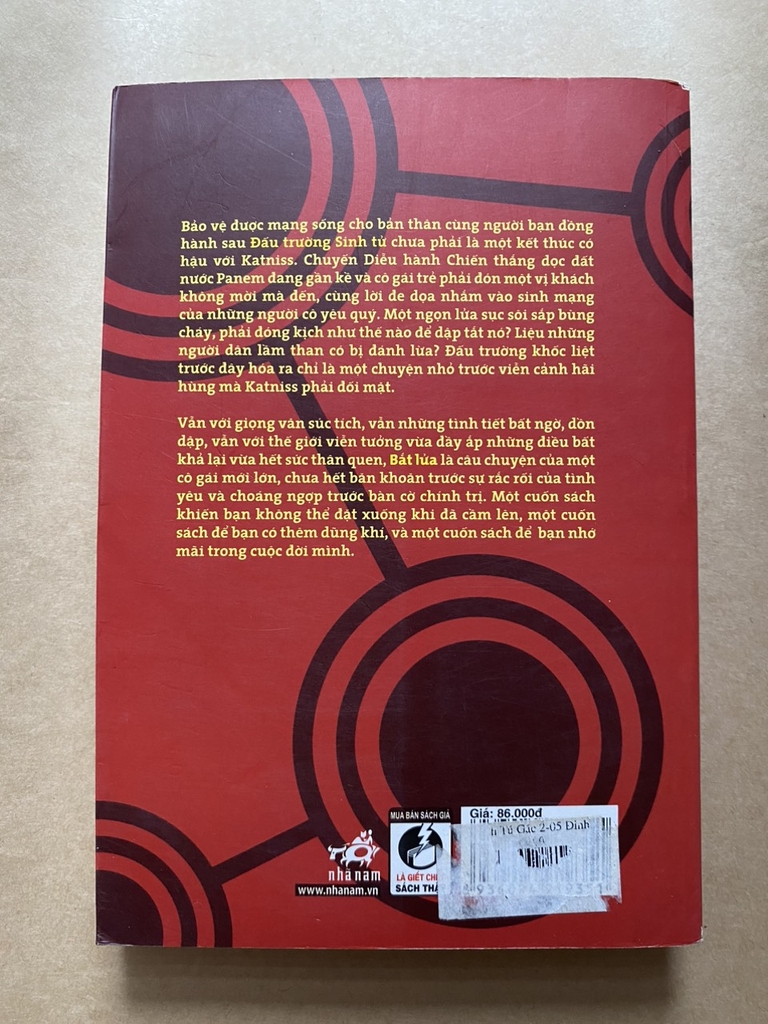 Bảo vệ được mạng sống cho bản thân cùng người bạn đồng
hành sau Đấu trường Sinh tử chưa phải là một kết thúc có
hậu với Katniss. Chuyến Diễu hành Chiến thắng dọc đất
nước Panem đang gần kề và cô gái trẻ phải đón một vị khách
không mời mà đến, cùng lời đe dọa nhắm vào sinh mạng
của những người cô yêu quý. Một ngọn lửa sục sôi sắp bùng
cháy, phải đóng kịch như thế nào để dập tắt nó? Liệu những
người dân lầm than có bị đánh lừa? Đấu trường khốc liệt
trước đây hóa ra chỉ là một chuyện nhỏ trước viễn cảnh hãi
hùng mà Katniss phải đối mặt.
Vẫn với giọng văn súc tích, vẫn những tình tiết bất ngờ, dồn
dập, vẫn với thế giới viễn tưởng vừa đầy ắp những điều bất
khả lại vừa hết sức thân quen, Bắt lửa là câu chuyện của một
cô gái mới lớn, chưa hết băn khoăn trước sự rắc rối của tình
yêu và choáng ngợp trước bàn cờ chính trị. Một cuốn sách
khiến bạn không thể đặt xuống khi đã cầm lên, một cuốn
sách để bạn có thêm dũng khí, và một cuốn sách để bạn nhớ
mãi trong cuộc đời mình.
nhã nam
www.nhanam.vn
MUA BÁN SÁCH GIẢ
LÀ GIẾT CHẾ
SÁCH THẬ
Giá: 86.000đ
Tú Gác 2-05 Đinh